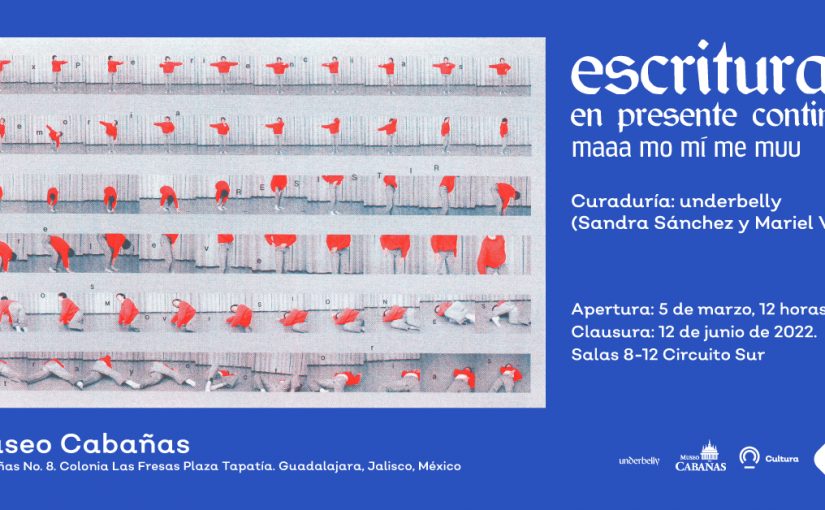 x P e r i e n c i a s
e m o r i a
R E S I S T I R
r e l i e v e
o s M o v i s i o N e s
t r a y e c t o r i a s
escritura
en presente contin
maaa mo mí me muu
Curaduría: underbelly
(Sandra Sánchez y Mariel V
Apertura: 5 de marzo, 12 horas
Clausura: 12 de junio de 2022.
Salas 8-12 Circuito Sur
useo Cabañas
ñas No. 8. Colonia Las Fresas Plaza Tapatía. Guadalajara, Jalisco, México
underbelly
MUSEO
CABAÑAS
Cultura